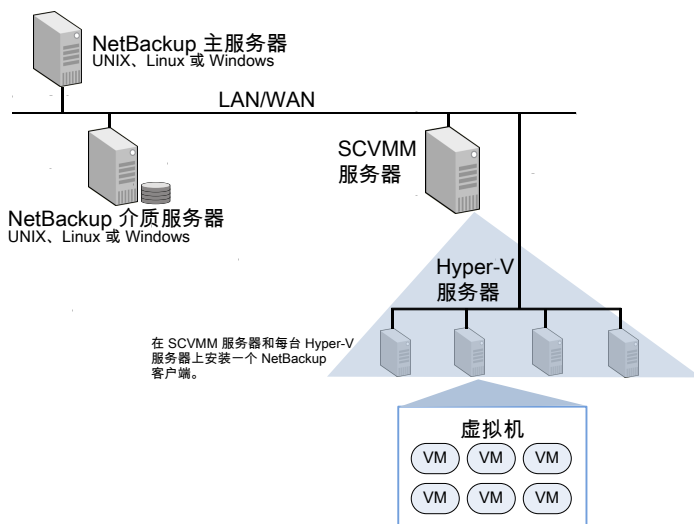 NetBackup 主服务器
UNIX、Linux 或 Windows
LAN/WAN
SCVMM
服务器
NetBackup 介质服务器
UNIX、Linux 或 Windows
Hyper-V
服务器
在 SCVMM 服务器和每台 Hyper-V
服务器上安装一个 NetBackup
客户端。
虚拟机
VM VM VM
VM VM VM